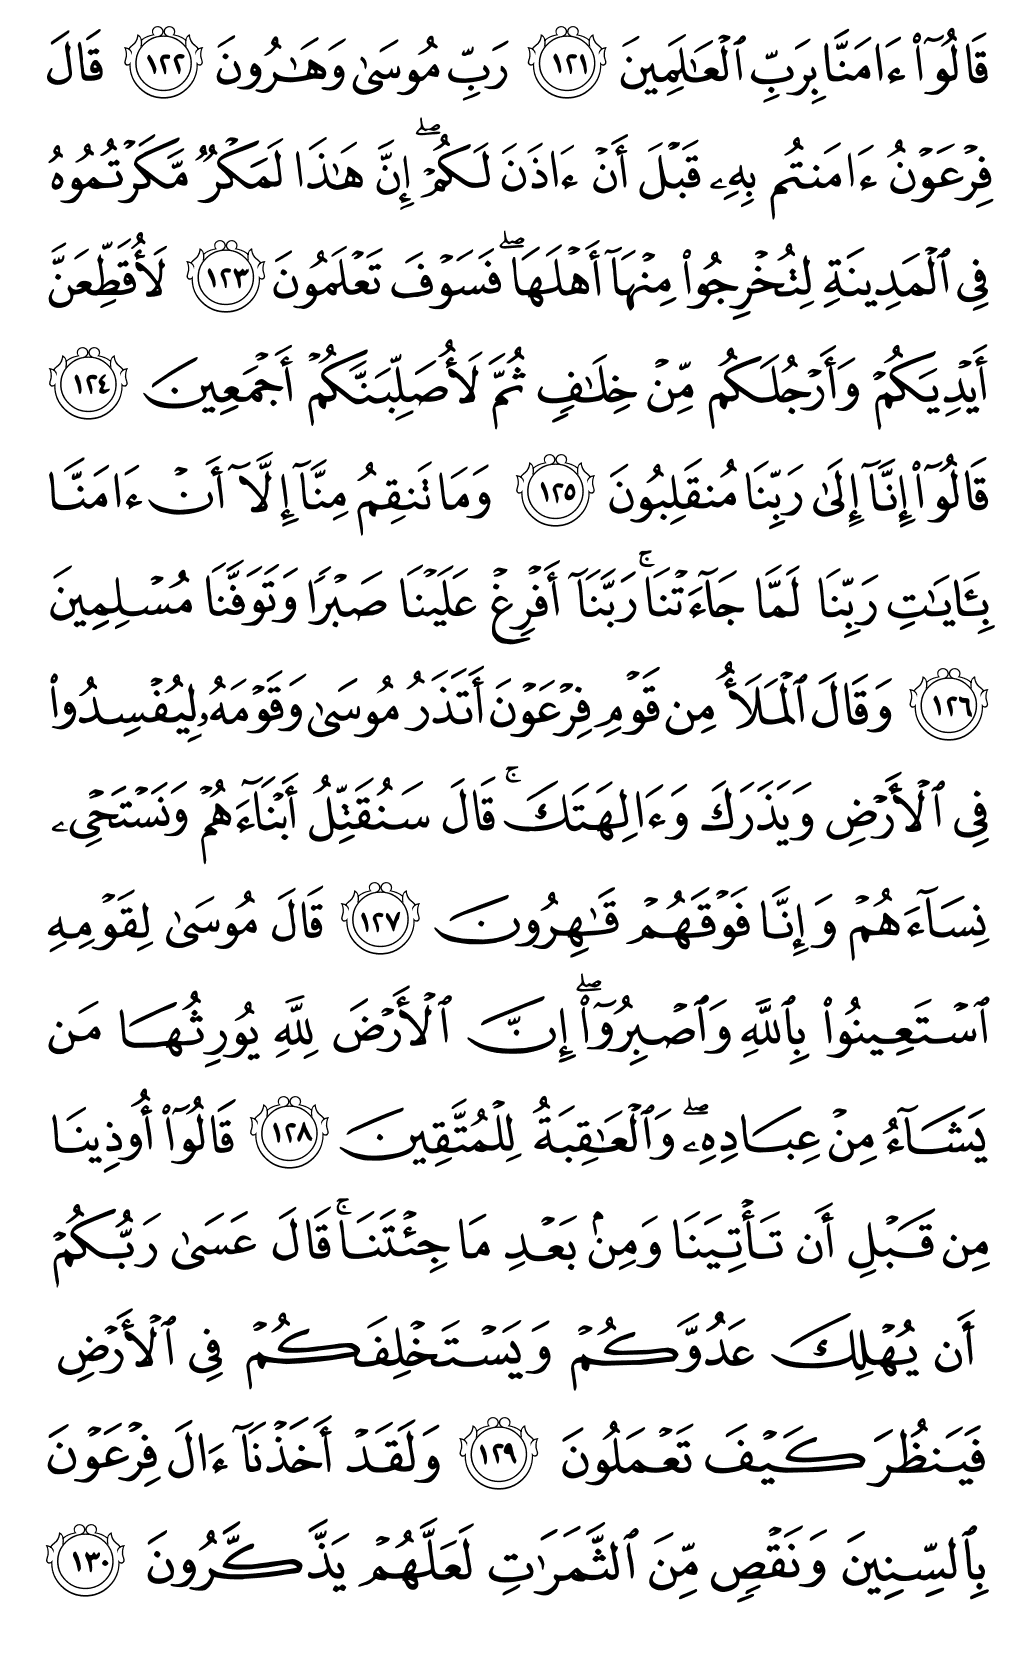 قَالُوٓا۟ ءَامَنَّا بِرَبِّ ٱلْعَٰلَمِينَ ١٢١ رَبِّ مُوسَىٰ وَهَٰرُونَ ١٢٢ قَالَ
فِرْعَوْنُ ءَامَنتُم بِهِۦ قَبْلَ أَنْ ءَاذَنَ لَكُمْ ۖ إِنَّ هَٰذَا لَمَكْرٌ مَّكَرْتُمُوهُ
فِى ٱلْمَدِينَةِ لِتُخْرِجُوا۟ مِنْهَآ أَهْلَهَا ۖ فَسَوْفَ تَعْلَمُونَ ١٢٣ لَأُقَطِّعَنَّ
أَيْدِيَكُمْ وَأَرْجُلَكُم مِّنْ خِلَٰفٍ ثُمَّ لَأُصَلِّبَنَّكُمْ أَجْمَعِينَ ١٢٤
قَالُوٓا۟ إِنَّآ إِلَىٰ رَبِّنَا مُنقَلِبُونَ ١٢٥ وَمَا تَنقِمُ مِنَّآ إِلَّآ أَنْ ءَامَنَّا
بِـَٔايَٰتِ رَبِّنَا لَمَّا جَآءَتْنَا ۚ رَبَّنَآ أَفْرِغْ عَلَيْنَا صَبْرًا وَتَوَفَّنَا مُسْلِمِينَ
١٢٦ وَقَالَ ٱلْمَلَأُ مِن قَوْمِ فِرْعَوْنَ أَتَذَرُ مُوسَىٰ وَقَوْمَهُۥ لِيُفْسِدُوا۟
فِى ٱلْأَرْضِ وَيَذَرَكَ وَءَالِهَتَكَ ۚ قَالَ سَنُقَتِّلُ أَبْنَآءَهُمْ وَنَسْتَحْىِۦ
نِسَآءَهُمْ وَإِنَّا فَوْقَهُمْ قَٰهِرُونَ ١٢٧ قَالَ مُوسَىٰ لِقَوْمِهِ
ٱسْتَعِينُوا۟ بِٱللَّهِ وَٱصْبِرُوٓا۟ ۖ إِنَّ ٱلْأَرْضَ لِلَّهِ يُورِثُهَا مَن
يَشَآءُ مِنْ عِبَادِهِۦ ۖ وَٱلْعَٰقِبَةُ لِلْمُتَّقِينَ ١٢٨ قَالُوٓا۟ أُوذِينَا
مِن قَبْلِ أَن تَأْتِيَنَا وَمِنۢ بَعْدِ مَا جِئْتَنَا ۚ قَالَ عَسَىٰ رَبُّكُمْ
أَن يُهْلِكَ عَدُوَّكُمْ وَيَسْتَخْلِفَكُمْ فِى ٱلْأَرْضِ
فَيَنظُرَ كَيْفَ تَعْمَلُونَ ١٢٩ وَلَقَدْ أَخَذْنَآ ءَالَ فِرْعَوْنَ
بِٱلسِّنِينَ وَنَقْصٍ مِّنَ ٱلثَّمَرَٰتِ لَعَلَّهُمْ يَذَّكَّرُونَ ١٣٠